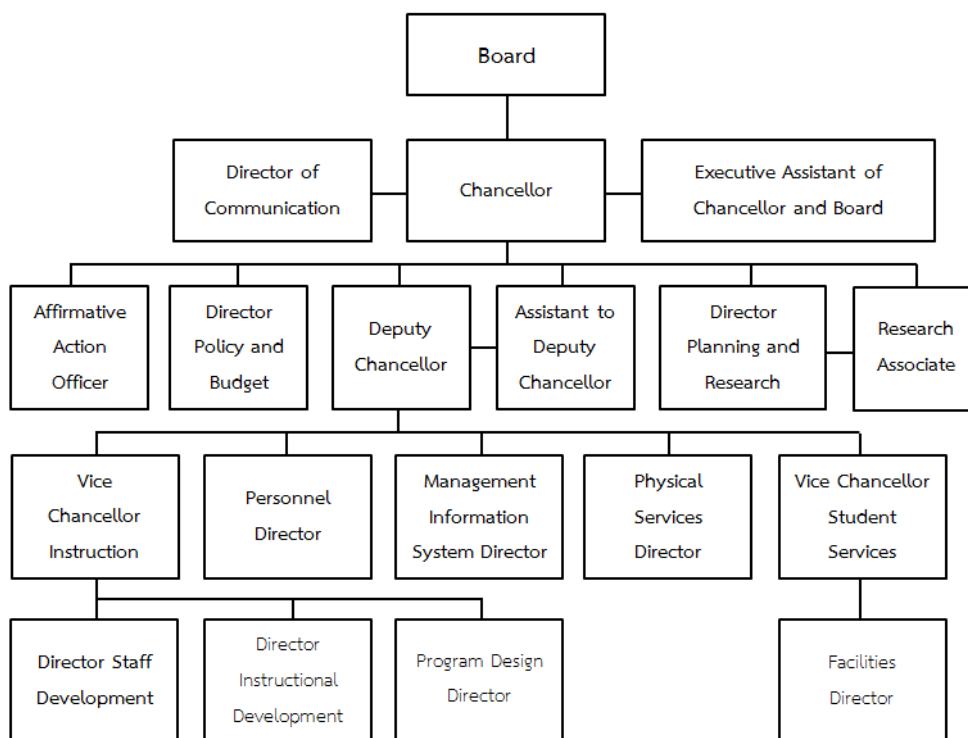 Board
Director of
Communication
Chancellor
Executive Assistant of
Chancellor and Board
Affirmative
Action
Officer
Director
Policy and
Budget
Deputy
Chancellor
Assistant to
Deputy
Chancellor
Director
Planning and
Research
Research
Associate
Vice
Chancellor
Instruction
Personnel
Director
Management
Information
System Director
Physical
Services
Director
Vice Chancellor
Student
Services
Director Staff
Development
Director
Instructional
Development
Program Design
Director
Facilities
Director